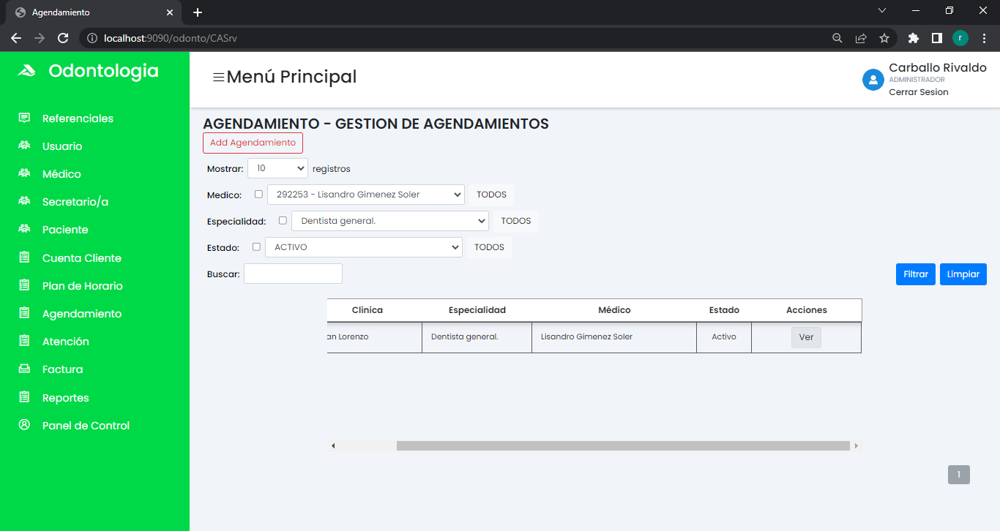 Agendamiento
localhost:9090/odonto/CASrv
r
Odontologia
Menú Principal
Carballo Rivaldo
ADMINISTRADOR
Cerrar Sesion
Referenciales
Usuario
Médico
Secretario/a
Paciente
Cuenta Cliente
Plan de Horario
Agendamiento
Atención
Factura
Reportes
Panel de Control
AGENDAMIENTO - GESTION DE AGENDAMIENTOS
Add Agendamiento
Mostrar: 10 registros
Medico: 292253 - Lisandro Gimenez Soler TODOS
Especialidad: Dentista general. TODOS
Estado: ACTIVO TODOS
Buscar: Filtrar Limpiar
Clinica Especialidad Médico Estado Acciones
an Lorenzo Dentista general. Lisandro Gimenez Soler Activo Ver
1